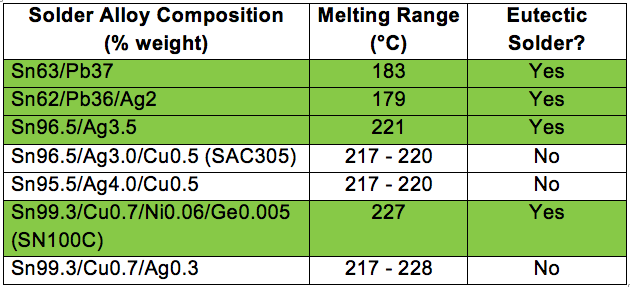 Solder Alloy Composition Melting Range Eutectic
(% weight) (°C) Solder?
Sn63/Pb37 183 Yes
Sn62/Pb36/Ag2 179 Yes
Sn96.5/Ag3.5 221 Yes
Sn96.5/Ag3.0/Cu0.5 (SAC305) 217 - 220 No
Sn95.5/Ag4.0/Cu0.5 217 - 220 No
Sn99.3/Cu0.7/Ni0.06/Ge0.005 227 Yes
(SN100C)
Sn99.3/Cu0.7/Ag0.3 217 - 228 No